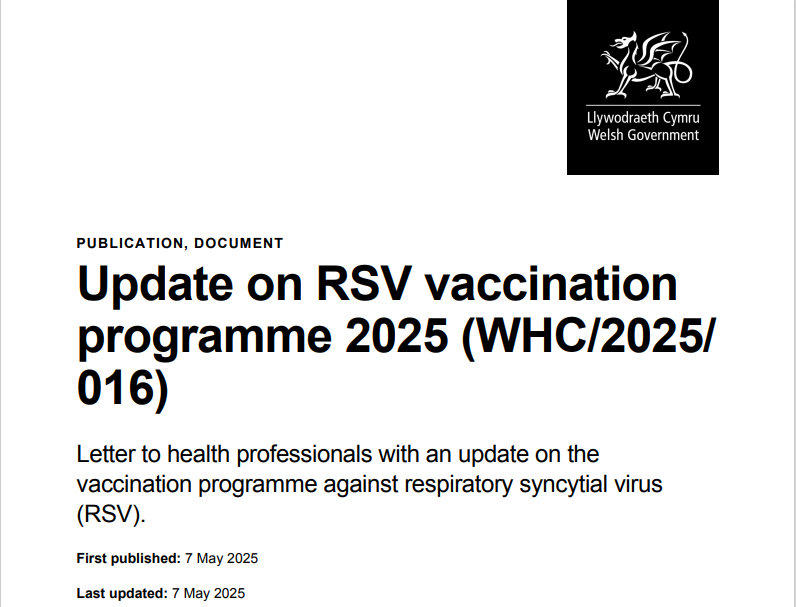 Llywodraeth Cymru
Welsh Government
PUBLICATION, DOCUMENT
Update on RSV vaccination
programme 2025 (WHC/2025/
016)
Letter to health professionals with an update on the
vaccination programme against respiratory syncytial virus
(RSV).
First published: 7 May 2025
Last updated: 7 May 2025